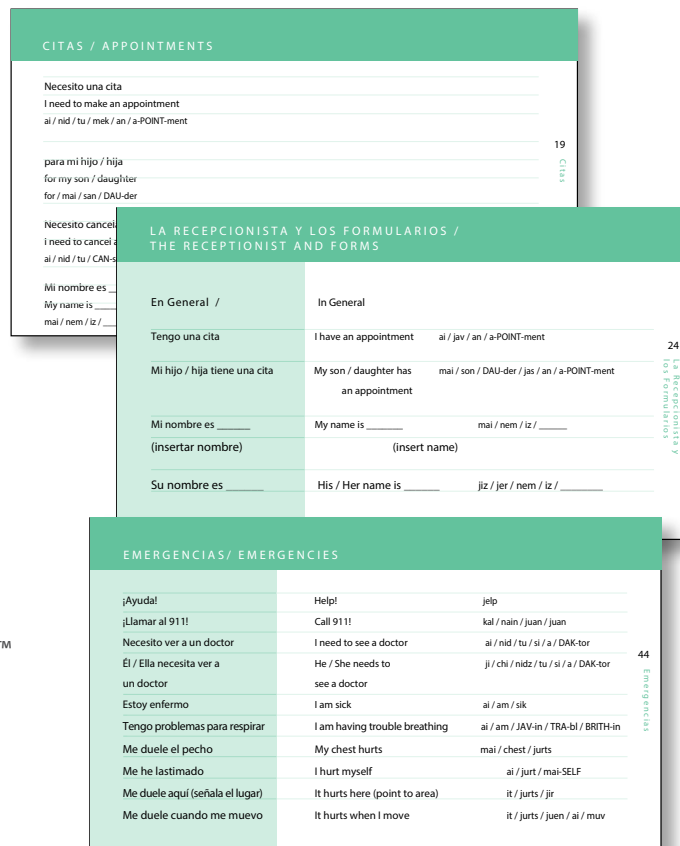 CITAS / APPOINTMENTS
Necesito una cita
I need to make an appointment
ai / nid / tu / mek / an / a-POINT-ment
para mi hijo / hija
for my son / daughter
for / mai / san / DAU-der
Necesito
i need to cancel
ai / nid / tu / CAN-s
Mi nombre es __
My name is ______
mai / nem / iz / ___
19
Citas
LA RECEPCIONISTA Y LOS FORMULARIOS /
THE RECEPTIONIST AND FORMS
En General / In General
Tengo una cita I have an appointment ai / jav / an / a-POINT-ment
Mi hijo / hija tiene una cita My son / daughter has mai / son / DAU-der / jas / an / a-POINT-ment
an appointment
Mi nombre es ______ My name is _______ mai / nem / iz / ______
(insertar nombre) (insert name)
Su nombre es _______ His / Her name is _______ jiz / jer / nem / iz / _________
24
La Recepcionista y
los Formularios
EMERGENCIAS/ EMERGENCIES
¡Ayuda! Help! jelp
¡Llamar al 911! Call 911! kal / nain / juan / juan
Necesito ver a un doctor I need to see a doctor ai / nid / tu / si / a / DAK-tor
Él / Ella necesita ver a He / She needs to ji / chi / nidz / tu / si / a / DAK-tor
un doctor see a doctor
Estoy enfermo I am sick ai / am / sik
Tengo problemas para respirar I am having trouble breathing ai / am / JAV-in / TRA-bl / BRITH-in
Me duele el pecho My chest hurts mai / chest / jurts
Me he lastimado I hurt myself ai / jurt / mai-SELF
Me duele aquí (señala el lugar) It hurts here (point to area) it / jurts / jir
Me duele cuando me muevo It hurts when I move it / jurts / juen / ai / muv
44
Emergencias
TM